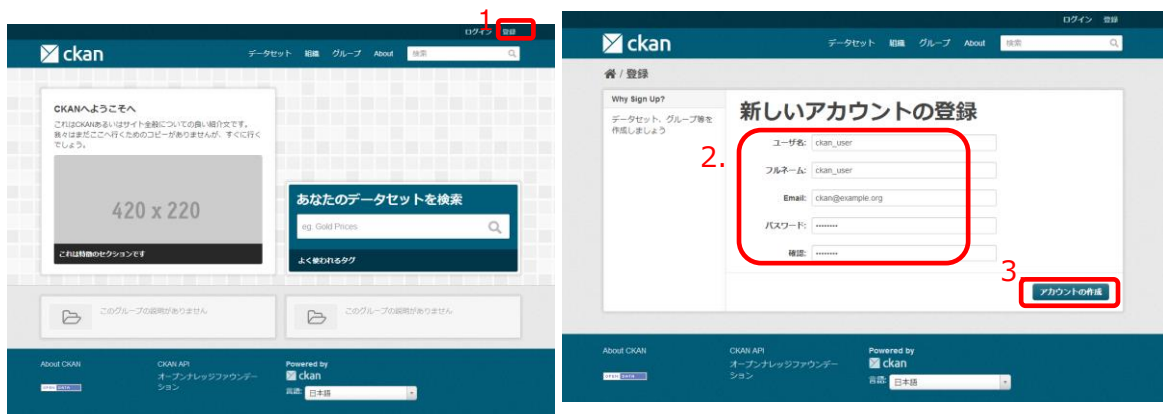 1
ログイン 登録
ckan
データセット 組織 グループ About 検索
CKANへようこそへ
これはCKANあるいはサイト全般についての良い紹介文です。
我々はまだここへ行くためのコピーがありませんが、すぐに行く
でしょう。
420 x 220
これは特徴のセクションです
あなたのデータセットを検索
eg. Gold Prices
よく使われるタグ
このグループの説明がありません
このグループの説明がありません
About CKAN
OPEN DATA
CKAN API
オープンナレッジファウンデー
ション
Powered by
ckan
言語: 日本語
ログイン 登録
ckan
データセット 組織 グループ About 検索
/ 登録
Why Sign Up?
データセット、グループ等を
作成しましょう
新しいアカウントの登録
2.
ユーザ名: ckan_user
フルネーム: ckan_user
Email: ckan@example.org
パスワード: ••••••••
確認: ••••••••
3.
アカウントの作成
About CKAN
OPEN DATA
CKAN API
オープンナレッジファウンデー
ション
Powered by
ckan
言語: 日本語